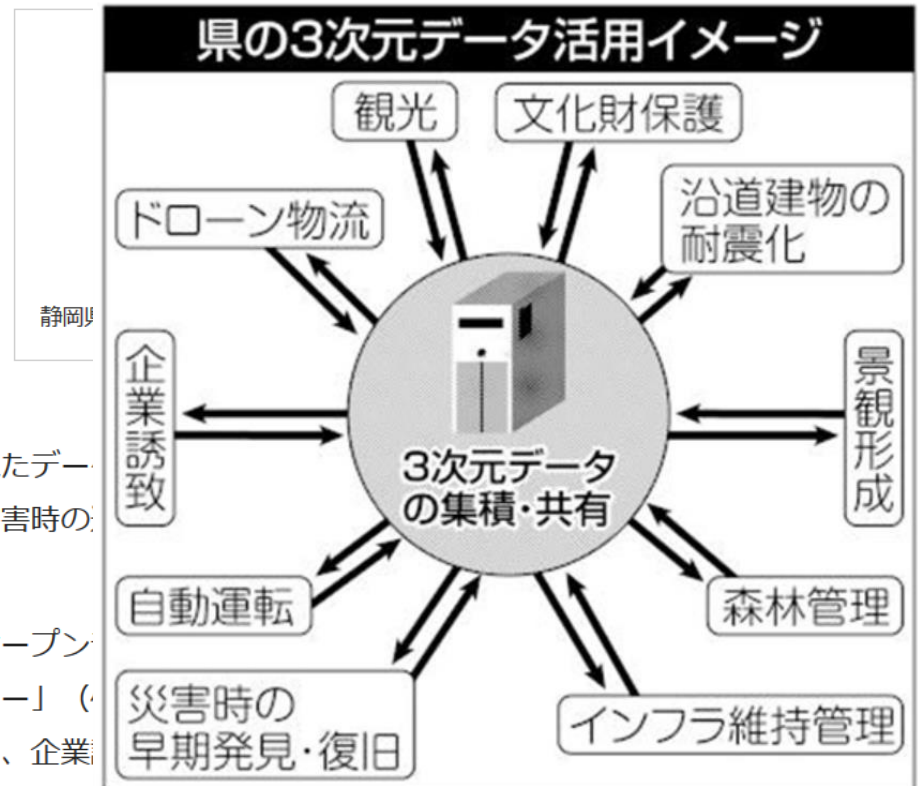 県の3次元データ活用イメージ
観光
文化財保護
ドローン物流
沿道建物の
耐震化
企業誘致
景観形成
3次元データ
の集積・共有
自動運転
森林管理
災害時の
早期発見・復旧
インフラ維持管理
静岡県
たデー
害時の
ープン
ー」（
、企業